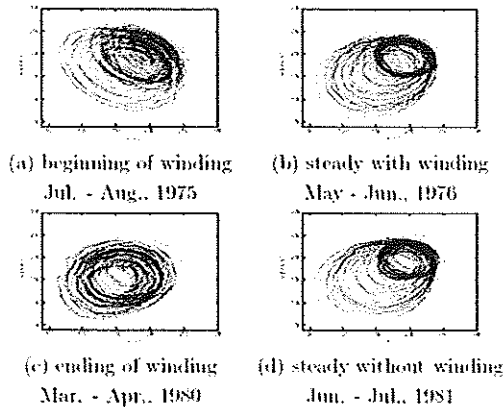 (a) beginning of winding
Jul. - Aug., 1975
(b) steady with winding
May - Jun., 1976
(c) ending of winding
Mar. - Apr., 1980
(d) steady without winding
Jun. - Jul., 1981